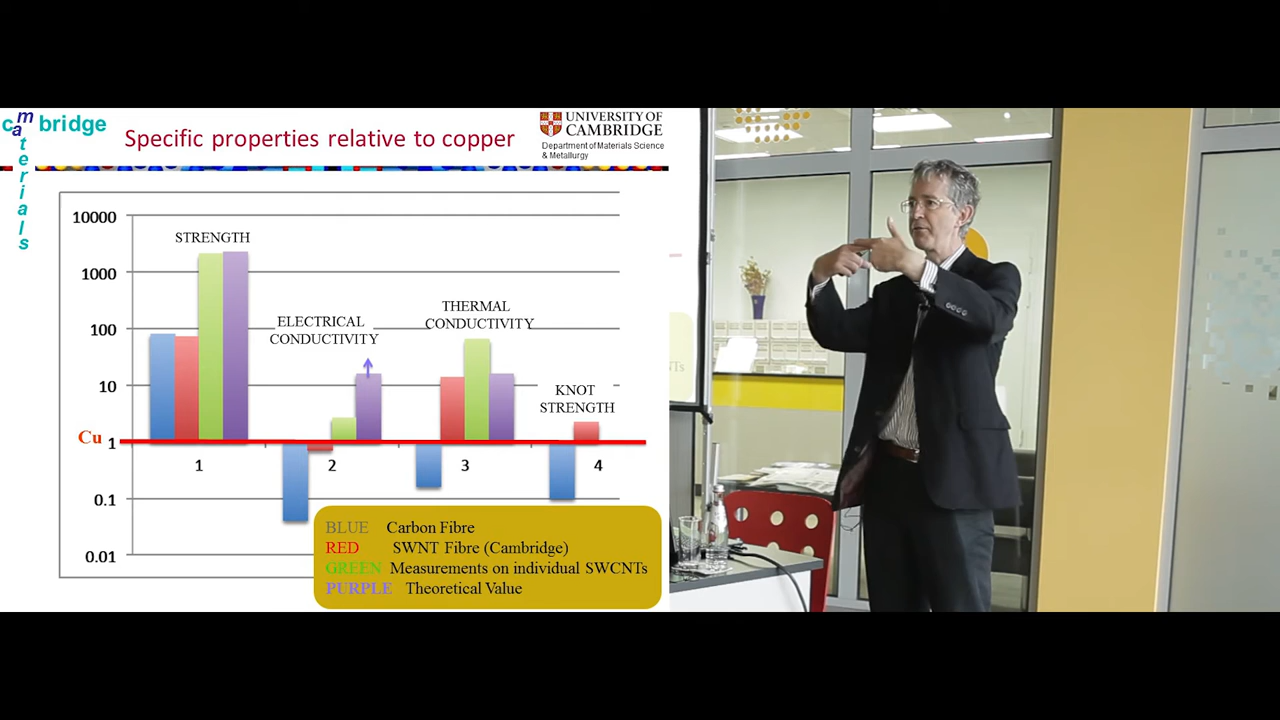 cambridge
materials
Specific properties relative to copper
UNIVERSITY OF
CAMBRIDGE
Department of Materials Science
& Metallurgy
10000
STRENGTH
1000
THERMAL
CONDUCTIVITY
ELECTRICAL
CONDUCTIVITY
100
10
KNOT
STRENGTH
Cu 1
1 2 3 4
0.1
0.01
BLUE Carbon Fibre
RED SWNT Fibre (Cambridge)
GREEN Measurements on individual SWCNTs
PURPLE Theoretical Value